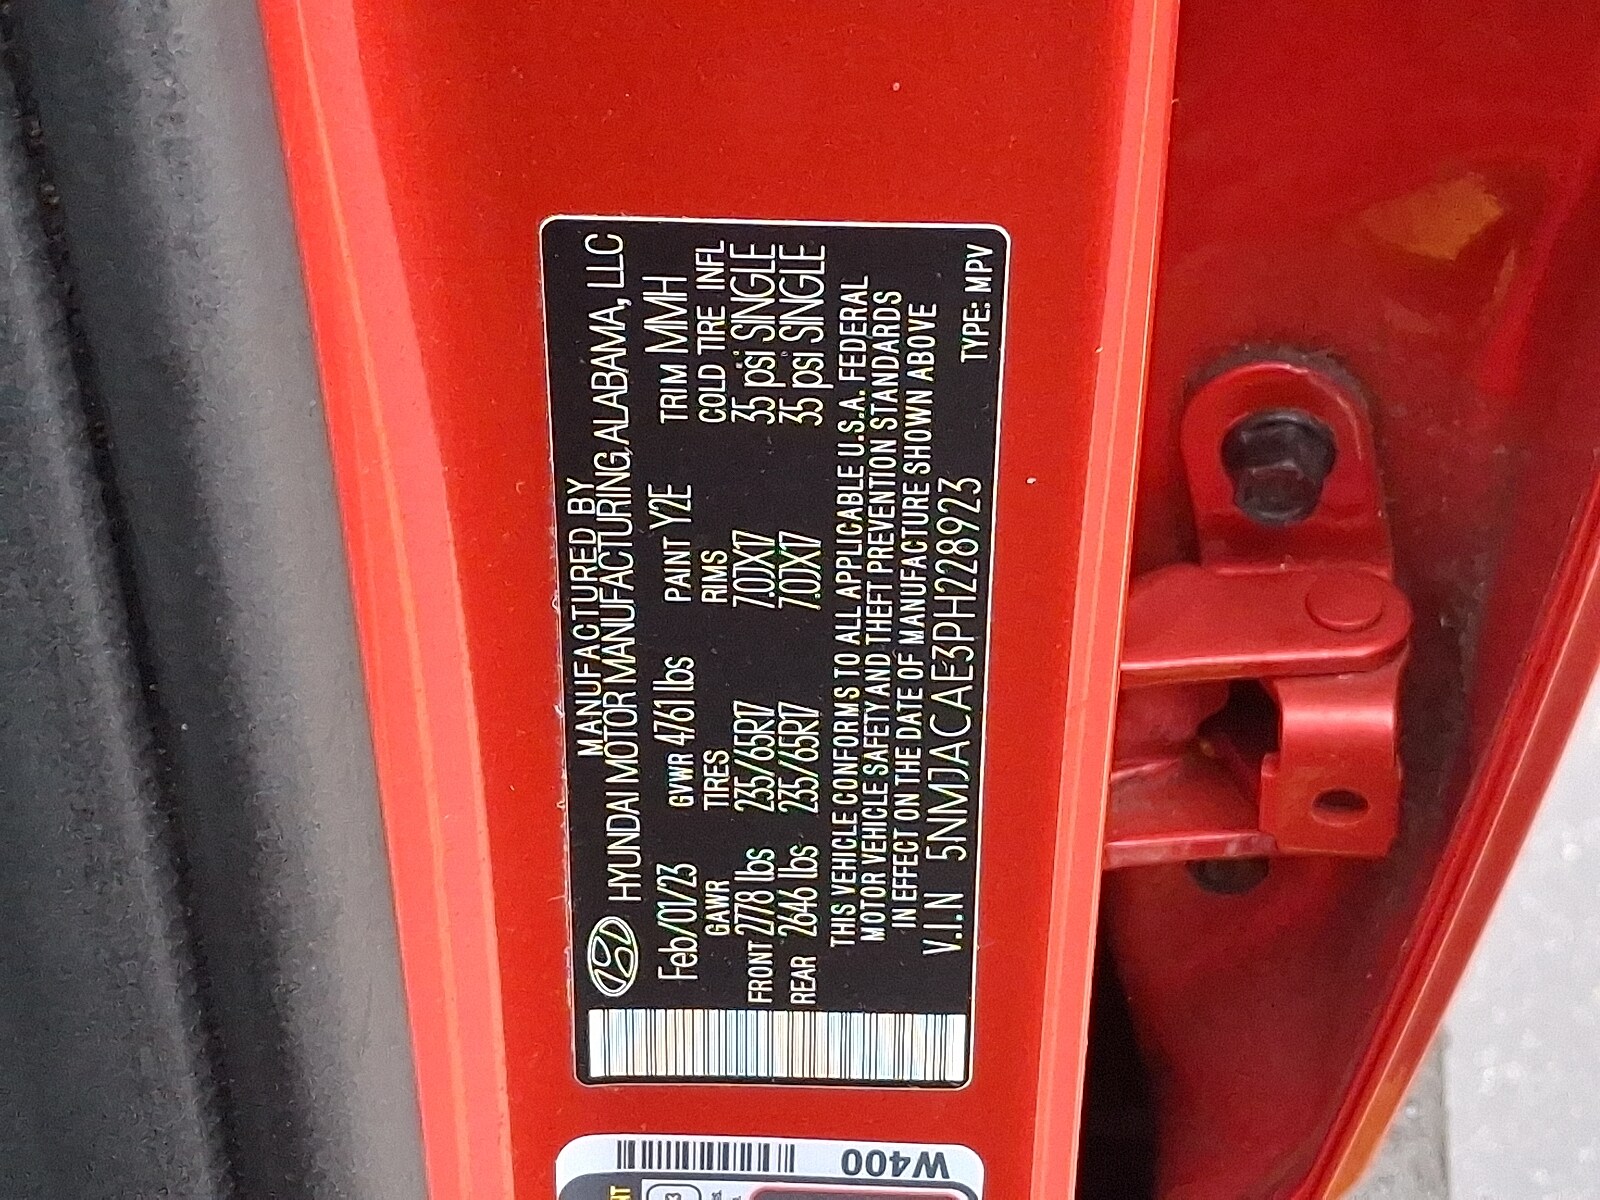 MANUFACTURED BY
HYUNDAI MOTOR MANUFACTURING ALABAMA, LLC
Feb/01/23 GVWR 4761 lbs PAINT Y2E TRIM MMH
GAWR TIRES RIMS COLD TIRE INFL
FRONT 2778 lbs 235/65R17 7.0JX17 35 psi SINGLE
REAR 2646 lbs 235/65R17 7.0JX17 35 psi SINGLE
THIS VEHICLE CONFORMS TO ALL APPLICABLE U.S.A. FEDERAL
MOTOR VEHICLE SAFETY AND THEFT PREVENTION STANDARDS
IN EFFECT ON THE DATE OF MANUFACTURE SHOWN ABOVE
V.I.N 5NMJACAE3PH228923
TYPE: MPV
W400